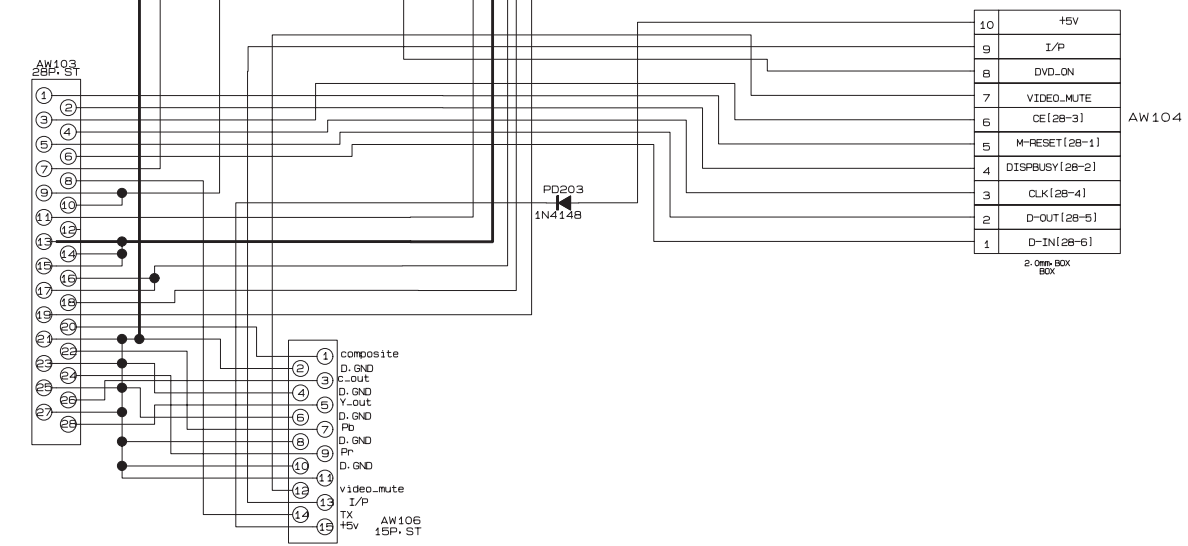 AW103
28P.ST
1
2
3
4
5
6
7
8
9
10
11
12
13
14
15
16
17
18
19
20
21
22
23
24
25
26
27
28
PD203
1N4148
10 +5V
9 I/P
8 DVD_ON
7 VIDEO_MUTE
6 CE[28-3]
5 M-RESET[28-1]
4 DISPBUSY[28-2]
3 CLK[28-4]
2 D-OUT[28-5]
1 D-IN[28-6]
AW104
2.0mm.BOX
BOX
1 composite
2 D.GND
3 c_out
4 D.GND
5 Y_out
6 D.GND
7 Pb
8 D.GND
9 Pr
10 D.GND
11
12 video_mute
13 I/P
14 TX
15 +5v
AW106
15P.ST